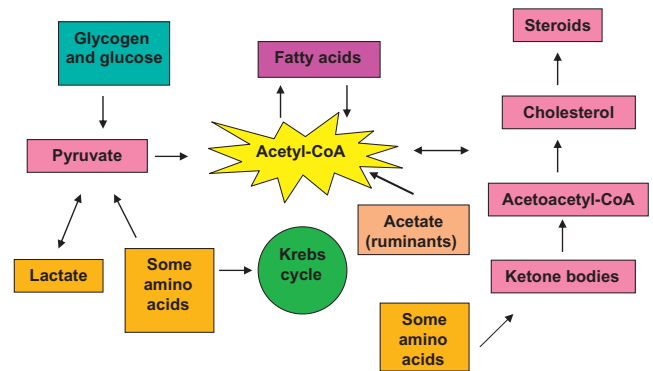 Glycogen
and glucose
Fatty acids
Steroids
Cholesterol
Pyruvate
Acetyl-CoA
Acetoacetyl-CoA
Acetate
(ruminants)
Lactate
Some
amino
acids
Krebs
cycle
Ketone bodies
Some
amino
acids